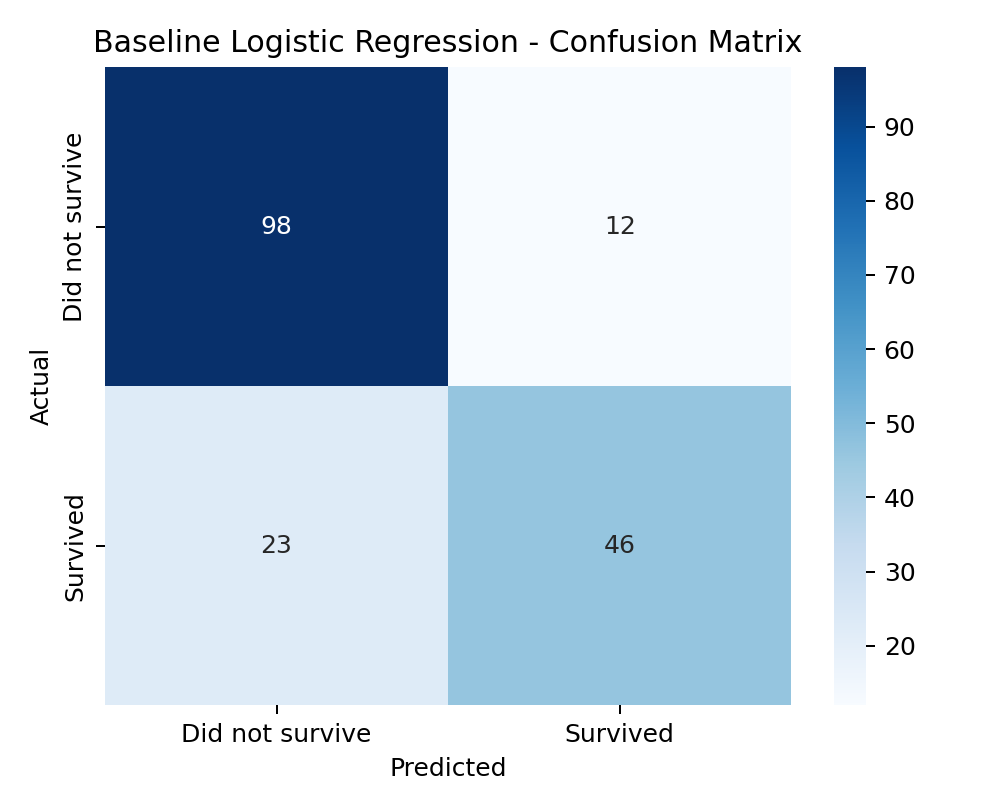 Baseline Logistic Regression - Confusion Matrix
Actual
Did not survive
Survived
98
12
23
46
Did not survive
Survived
Predicted
90
80
70
60
50
40
30
20